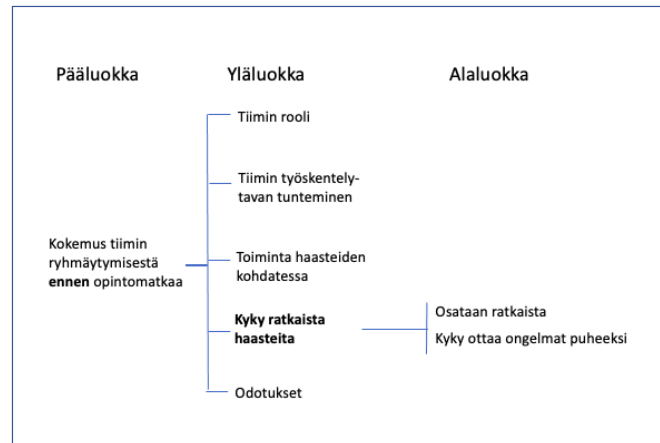 Pääluokka
Yläluokka
Alaluokka
Tiimin rooli
Tiimin työskentely-
tavan tunteminen
Kokemus tiimin
ryhmäytymisestä
ennen opintomatkaa
Toiminta haasteiden
kohdatessa
Kyky ratkaista
haasteita
Osataan ratkaista
Kyky ottaa ongelmat puheeksi
Odotukset